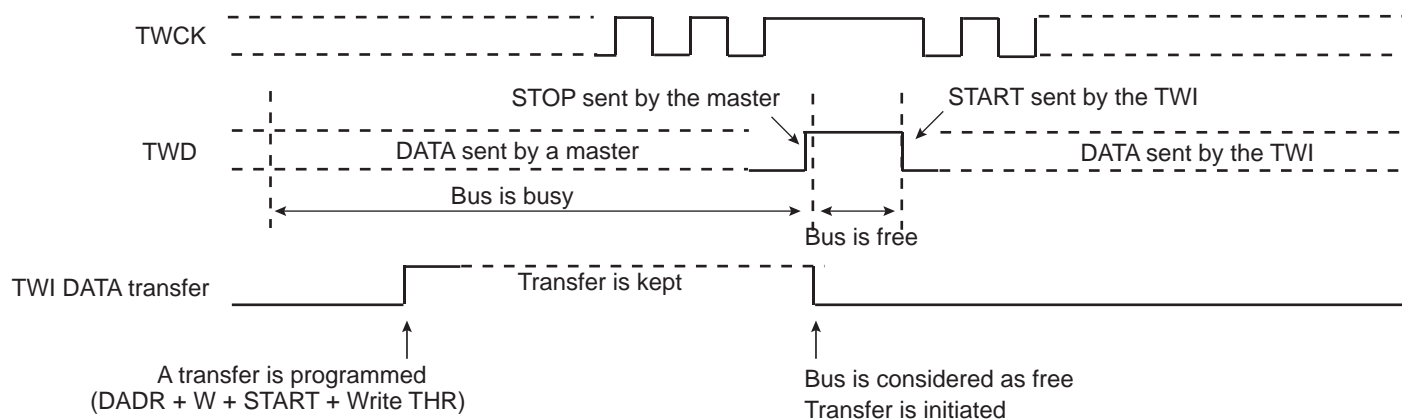 TWCK
STOP sent by the master
START sent by the TWI
TWD
DATA sent by a master
DATA sent by the TWI
Bus is busy
Bus is free
TWI DATA transfer
Transfer is kept
A transfer is programmed
(DADR + W + START + Write THR)
Bus is considered as free
Transfer is initiated